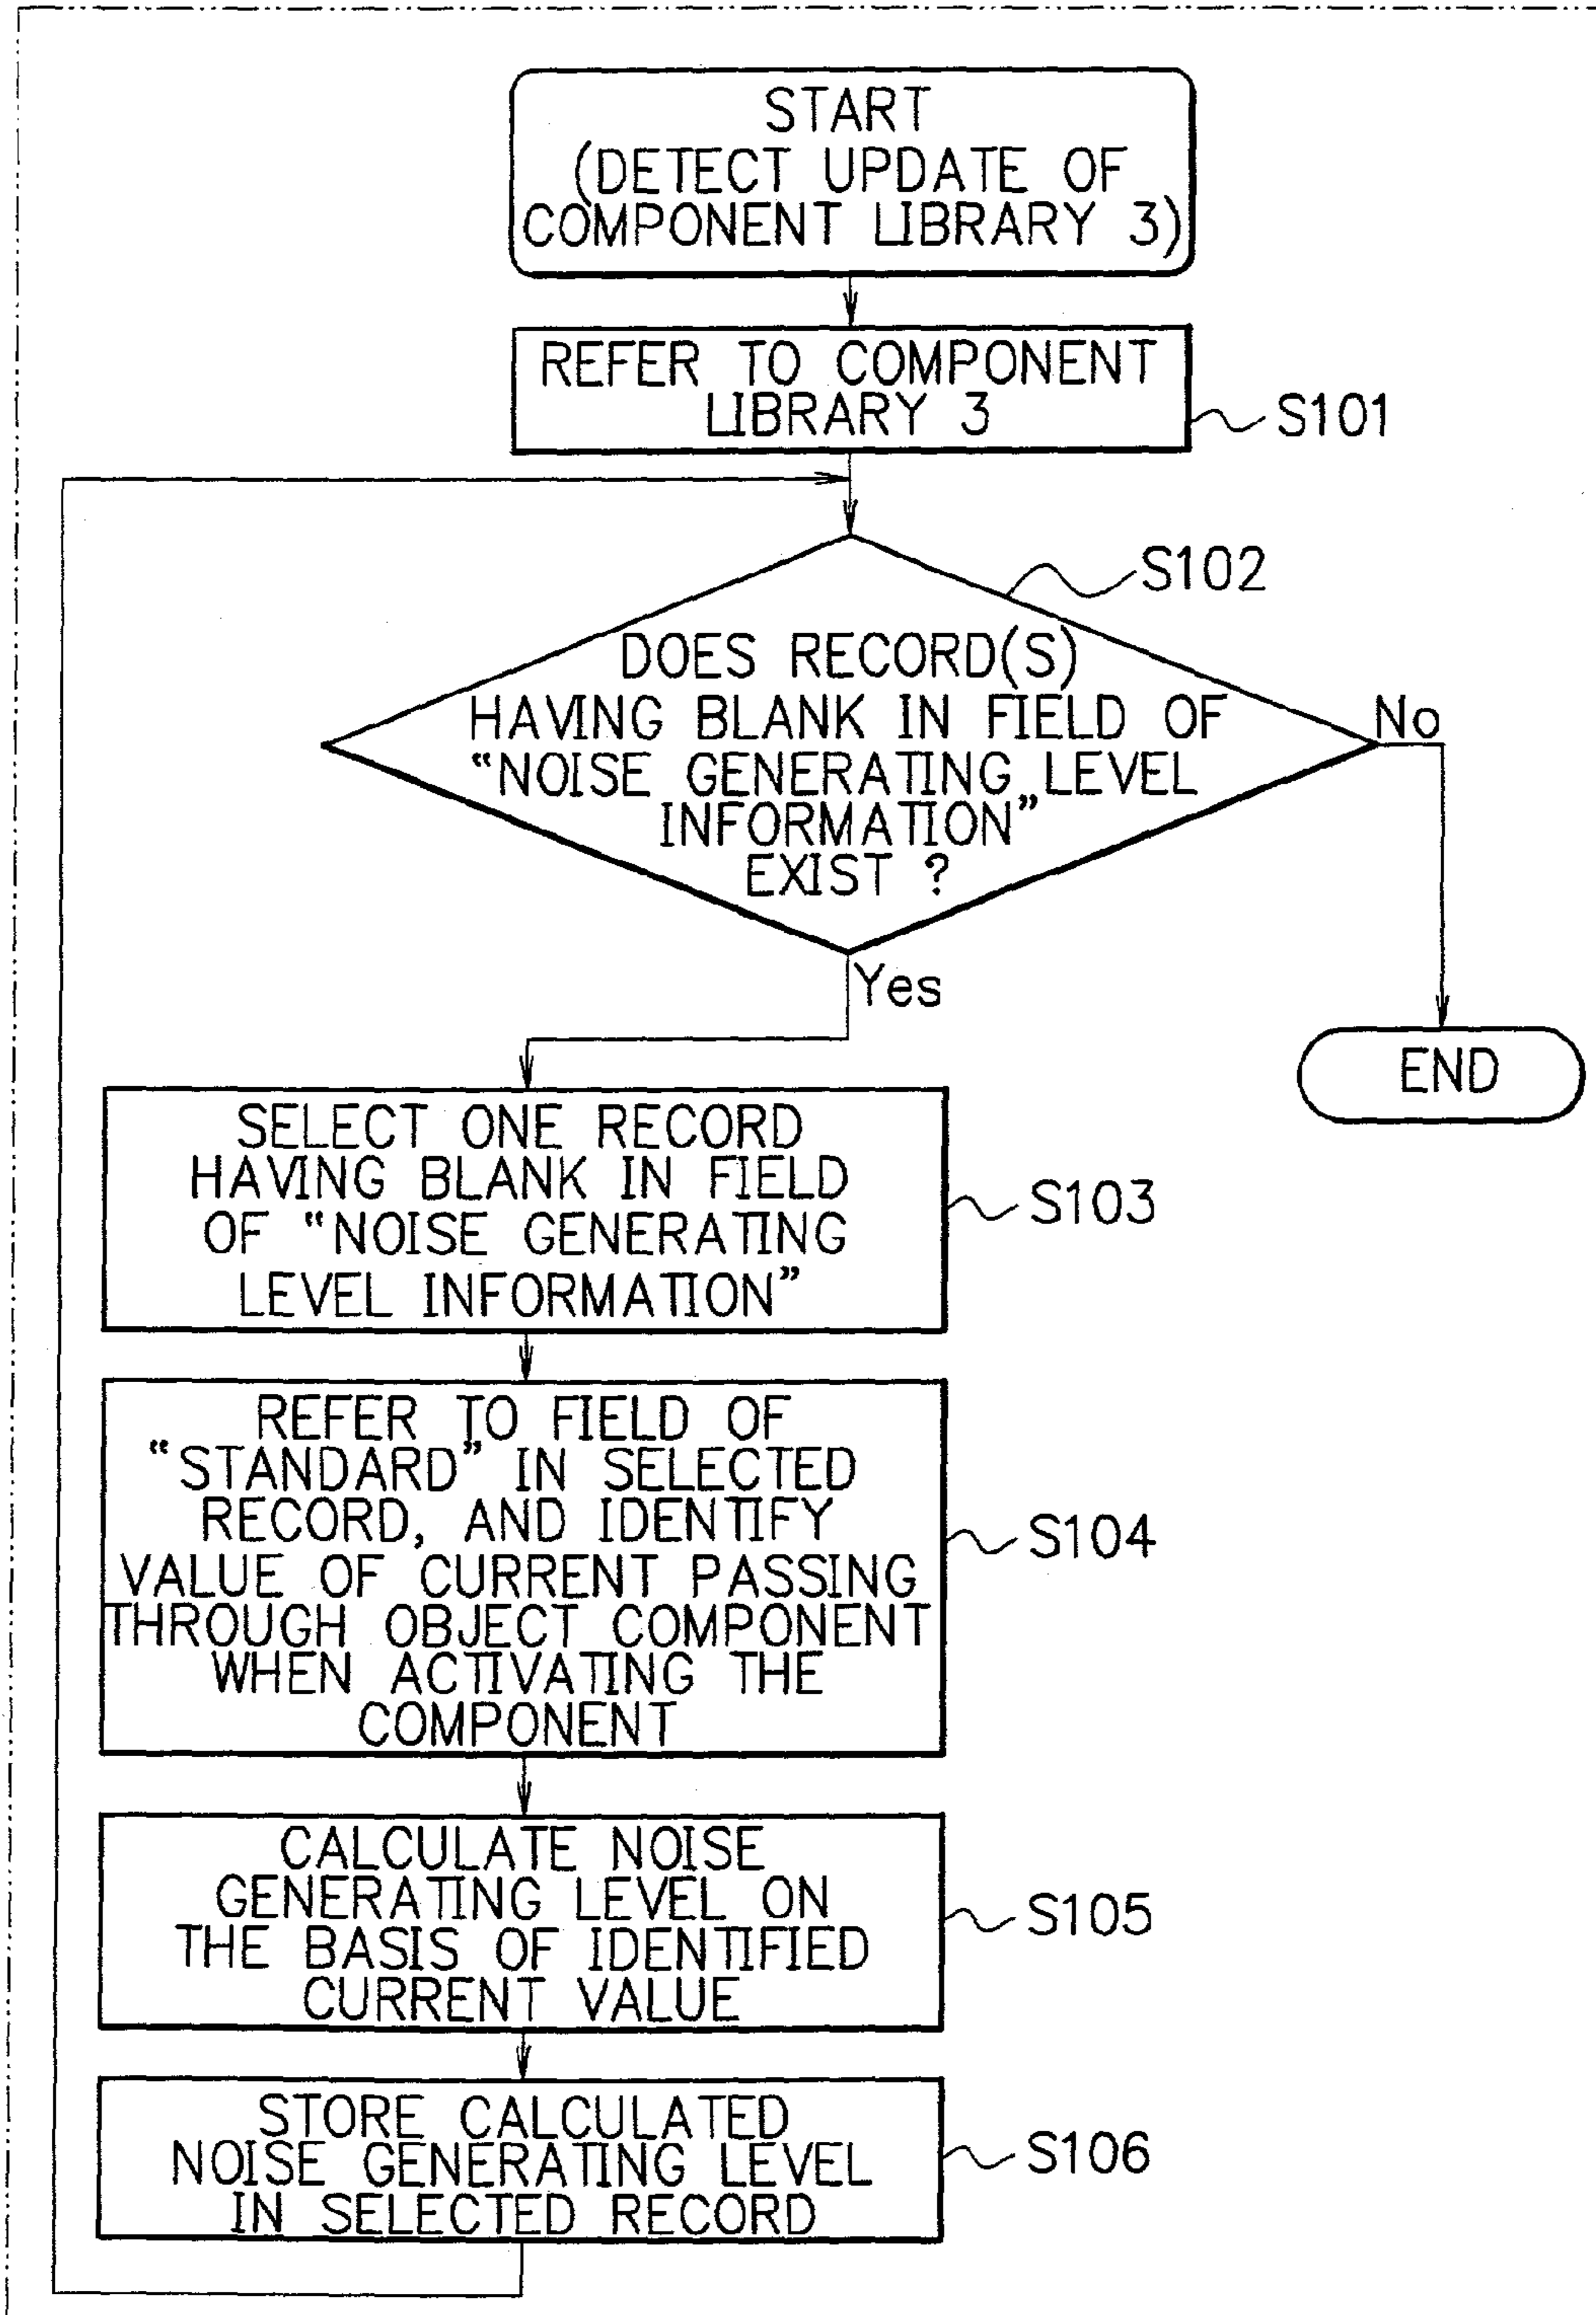 START
(DETECT UPDATE OF
COMPONENT LIBRARY 3)
REFER TO COMPONENT
LIBRARY 3
S101
S102
DOES RECORD(S)
HAVING BLANK IN FIELD OF
“NOISE GENERATING LEVEL
INFORMATION”
EXIST ?
No
Yes
END
SELECT ONE RECORD
HAVING BLANK IN FIELD
OF “NOISE GENERATING
LEVEL INFORMATION”
S103
REFER TO FIELD OF
“STANDARD” IN SELECTED
RECORD, AND IDENTIFY
VALUE OF CURRENT PASSING
THROUGH OBJECT COMPONENT
WHEN ACTIVATING THE
COMPONENT
S104
CALCULATE NOISE
GENERATING LEVEL ON
THE BASIS OF IDENTIFIED
CURRENT VALUE
S105
STORE CALCULATED
NOISE GENERATING LEVEL
IN SELECTED RECORD
S106